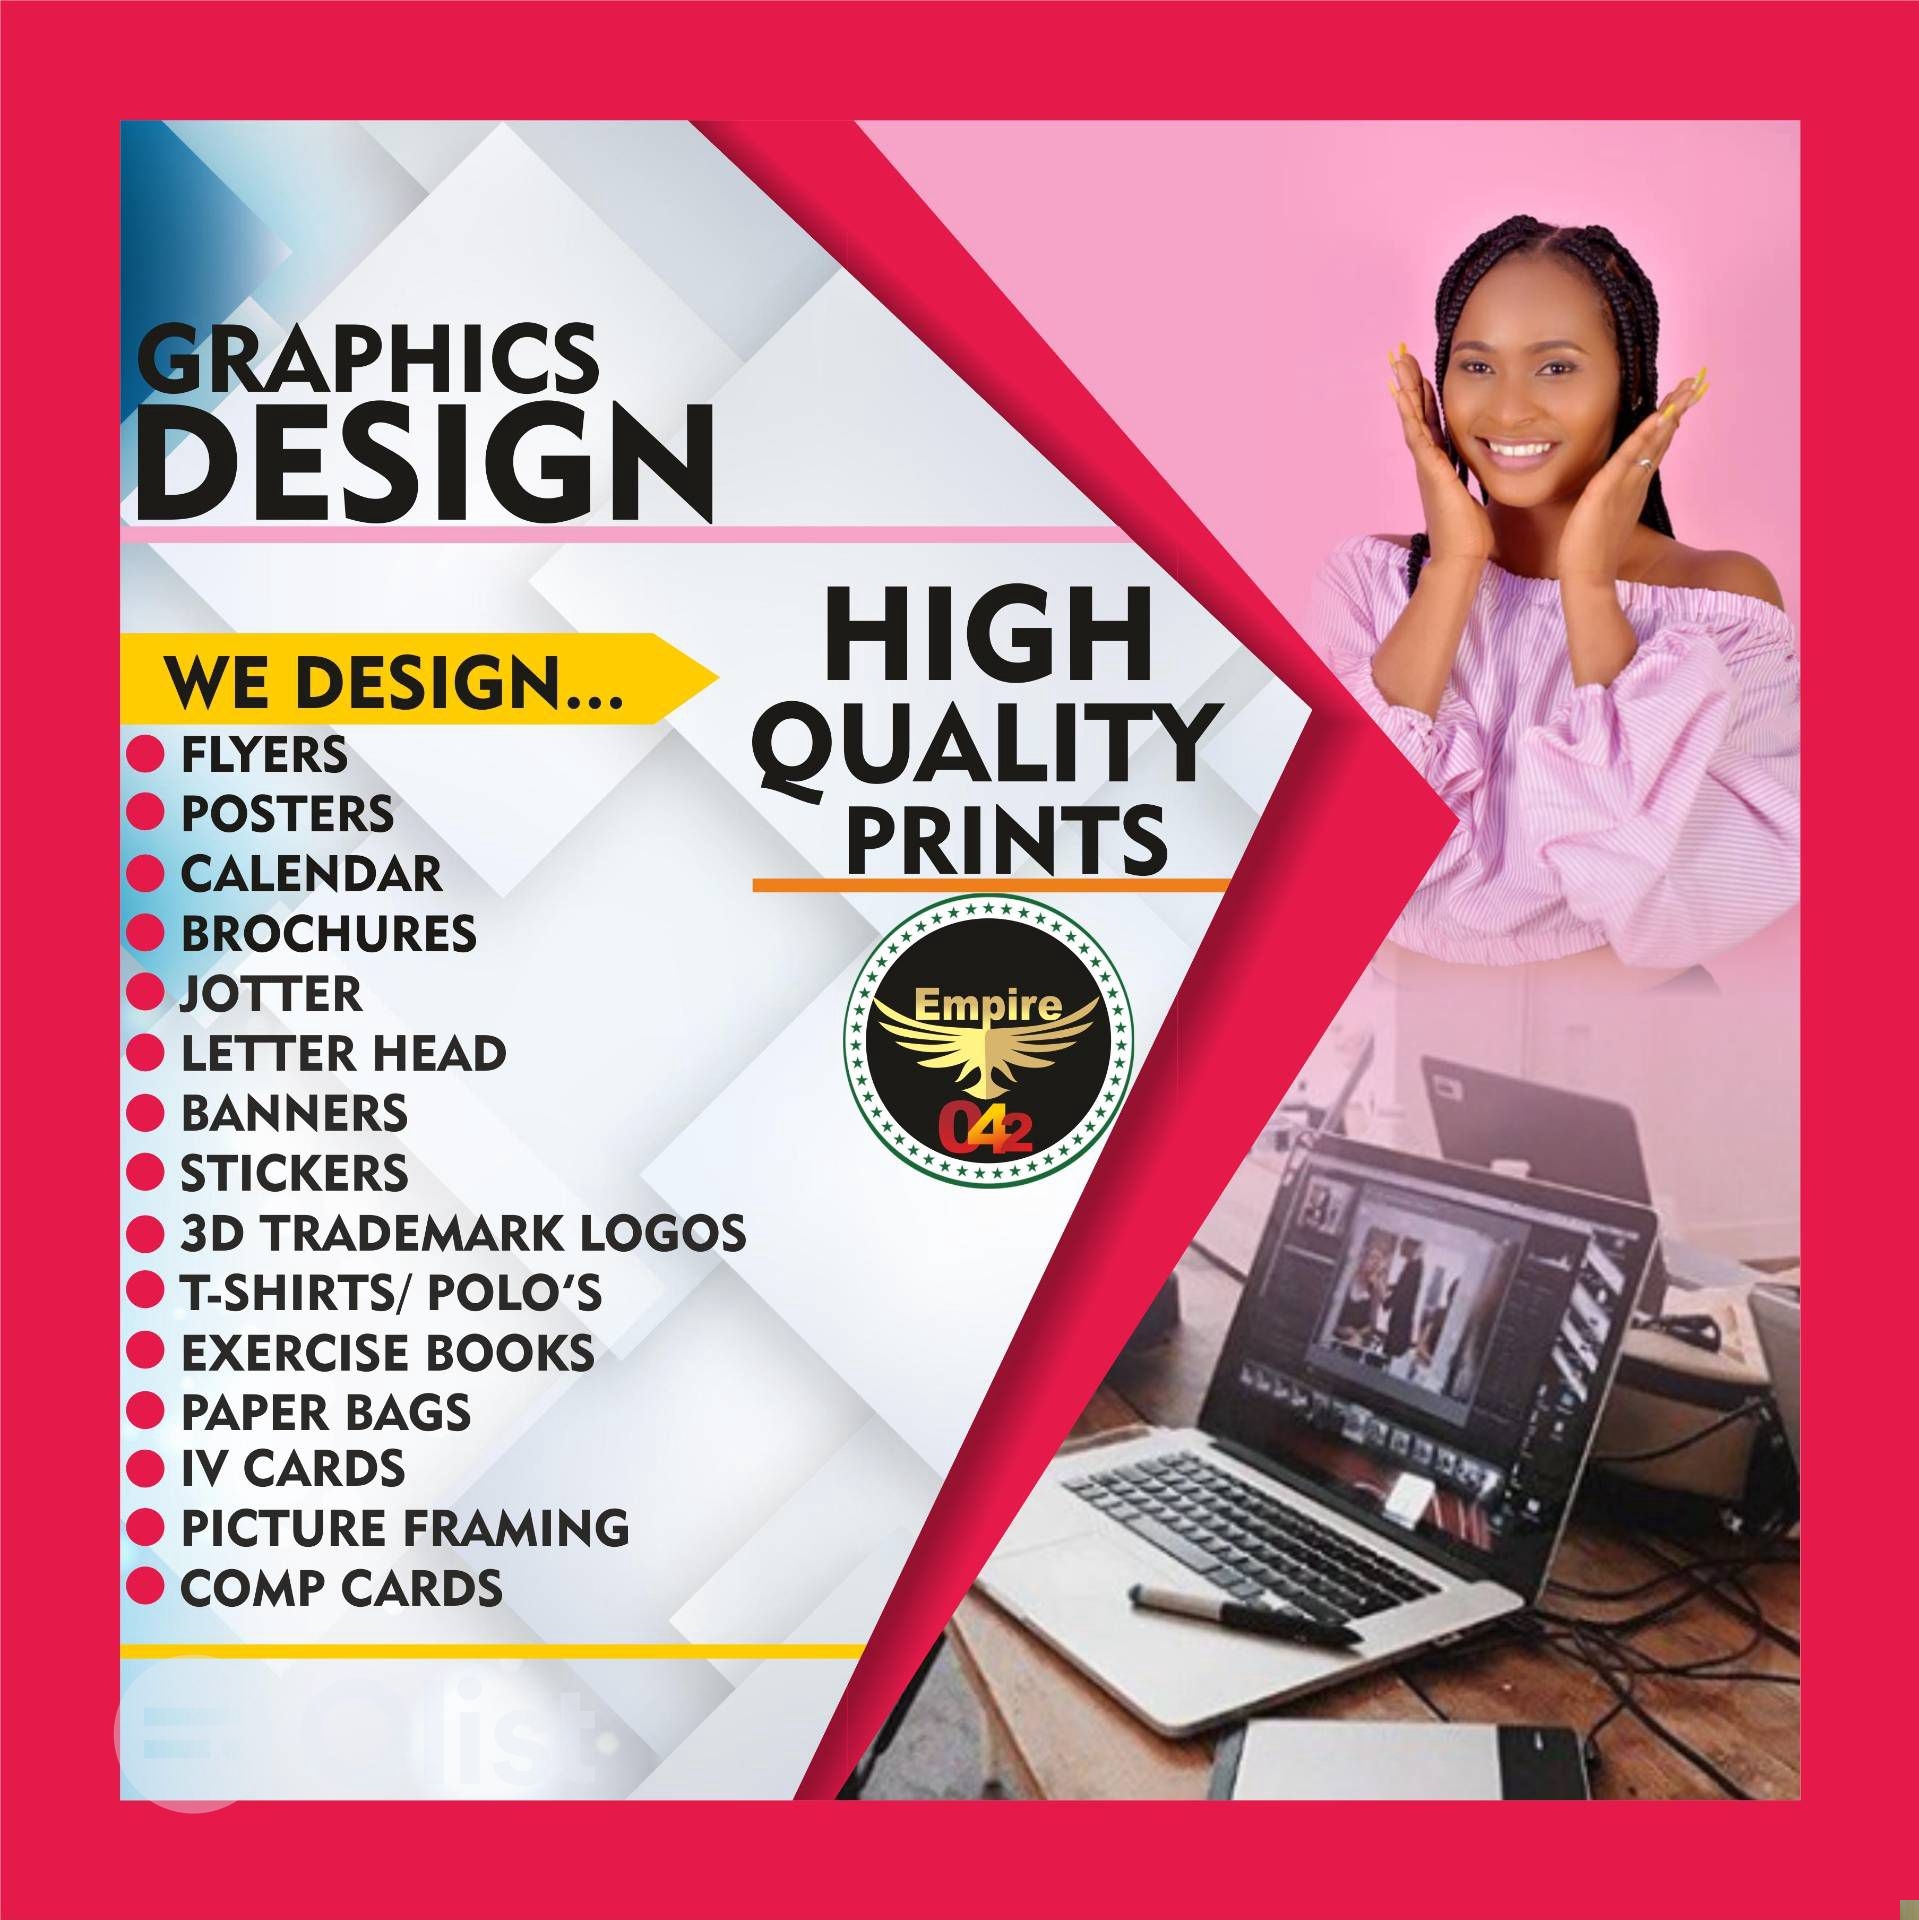 GRAPHICS
DESIGN
WE DESIGN...
FLYERS
POSTERS
CALENDAR
BROCHURES
JOTTER
LETTER HEAD
BANNERS
STICKERS
3D TRADEMARK LOGOS
T-SHIRTS/ POLO‘S
EXERCISE BOOKS
PAPER BAGS
IV CARDS
PICTURE FRAMING
COMP CARDS
HIGH
QUALITY
PRINTS
Empire
042